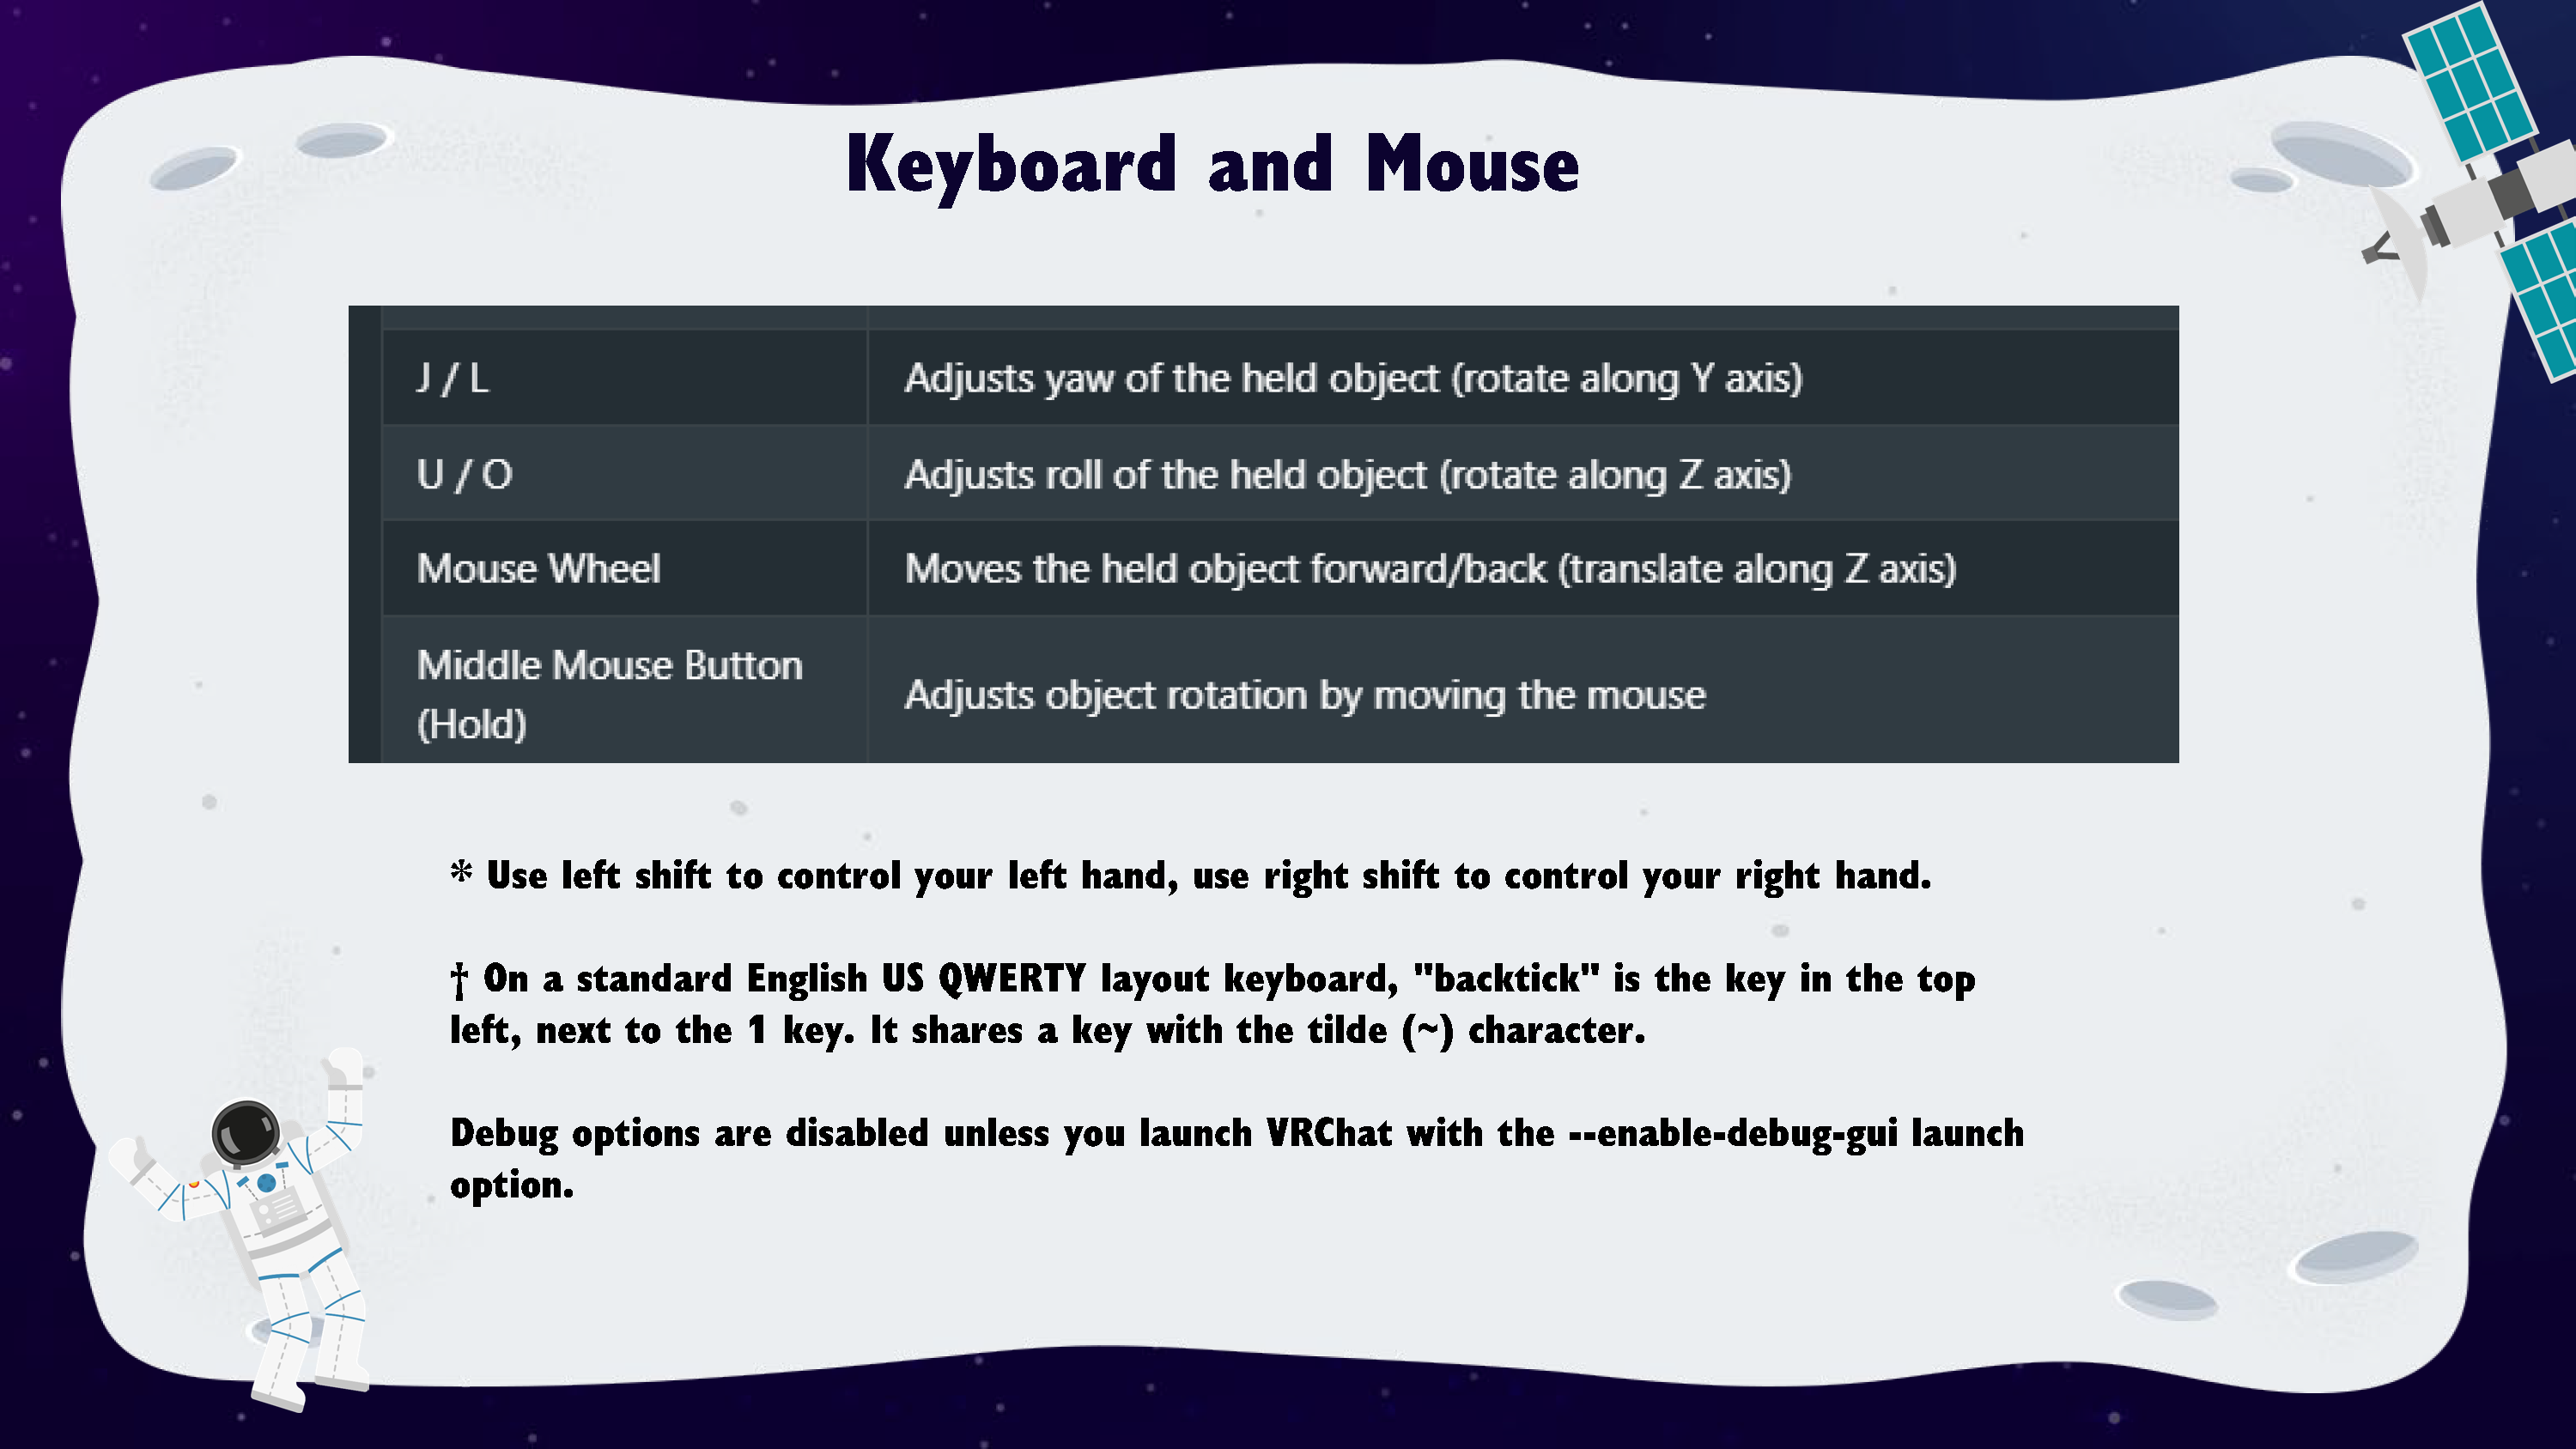 Keyboard and Mouse
J / L
Adjusts yaw of the held object (rotate along Y axis)
U / O
Adjusts roll of the held object (rotate along Z axis)
Mouse Wheel
Moves the held object forward/back (translate along Z axis)
Middle Mouse Button
(Hold)
Adjusts object rotation by moving the mouse
* Use left shift to control your left hand, use right shift to control your right hand.
† On a standard English US QWERTY layout keyboard, "backtick" is the key in the top
left, next to the 1 key. It shares a key with the tilde (~) character.
Debug options are disabled unless you launch VRChat with the --enable-debug-gui launch
option.